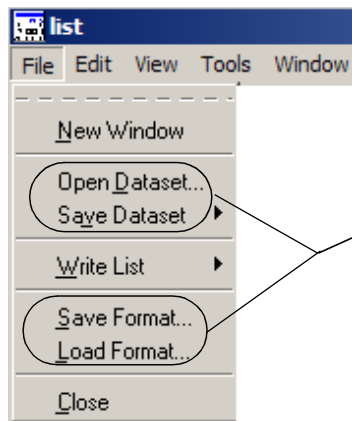 list
File Edit View Tools Window
New Window
Open Dataset...
Save Dataset
Write List
Save Format...
Load Format...
Close